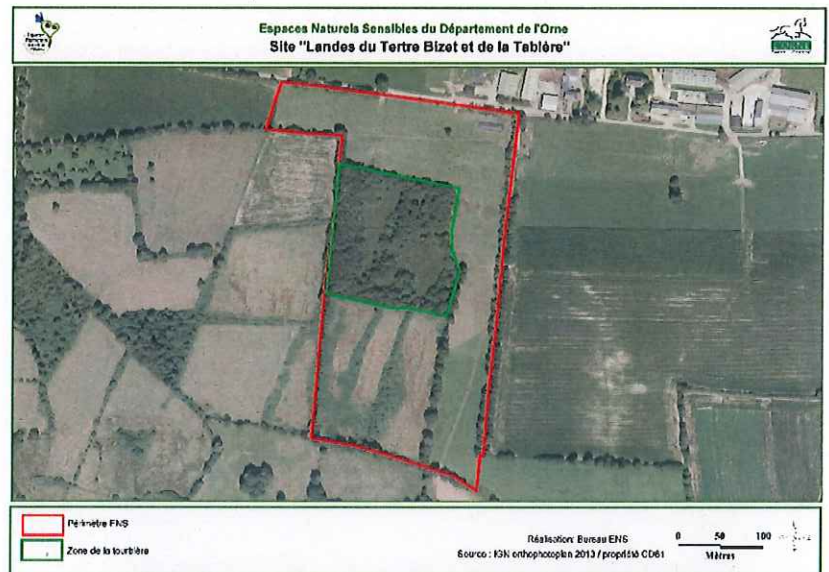 Espaces Naturels Sensibles du Département de l'Orne
Site "Landes du Tertre Bizet et de la Tablère"
Périmètre ENS
Zone de la tourbière
Réalisation: Bureau ENS
Source : IGN orthophotoplan 2013 / propriété CD61
0 50 100
Mètres